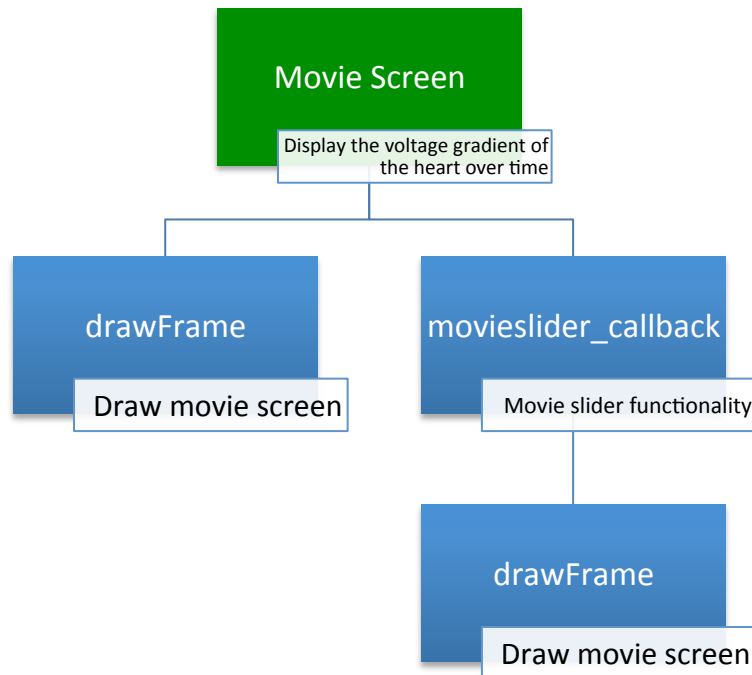 Movie Screen
Display the voltage gradient of
the heart over time
drawFrame
Draw movie screen
movieslider_callback
Movie slider functionality
drawFrame
Draw movie screen